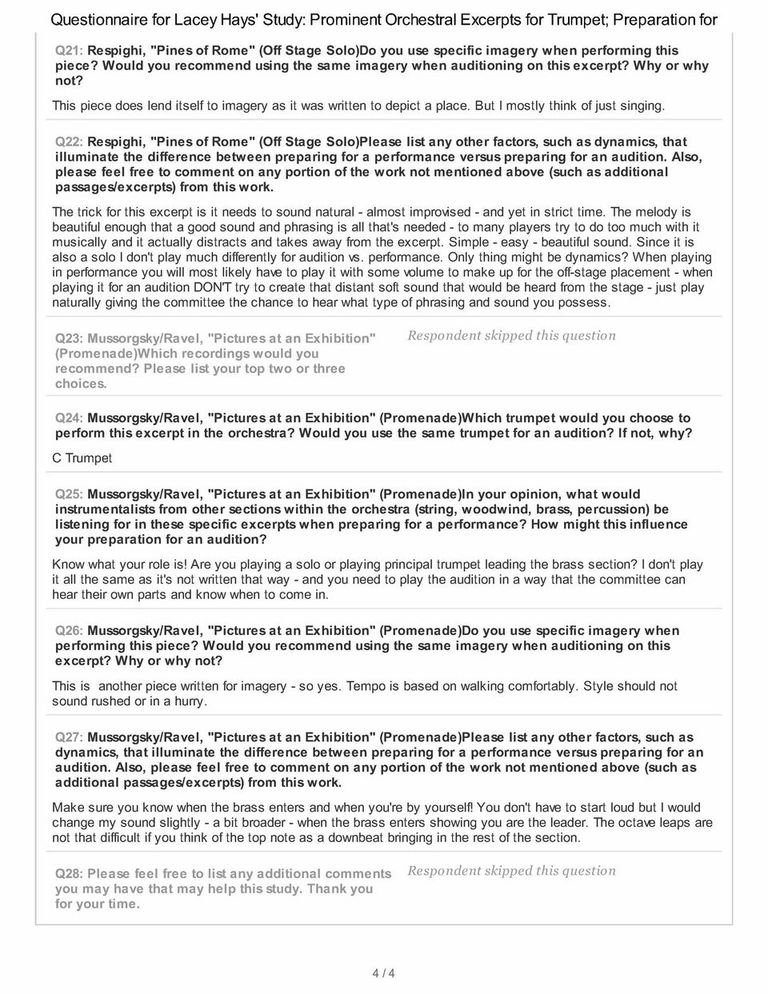 Questionnaire for Lacey Hays' Study: Prominent Orchestral Excerpts for Trumpet; Preparation for
Q21: Respighi, "Pines of Rome" (Off Stage Solo)Do you use specific imagery when performing this
piece? Would you recommend using the same imagery when auditioning on this excerpt? Why or why
not?
This piece does lend itself to imagery as it was written to depict a place. But I mostly think of just singing.
Q22: Respighi, "Pines of Rome" (Off Stage Solo)Please list any other factors, such as dynamics, that
illuminate the difference between preparing for a performance versus preparing for an audition. Also,
please feel free to comment on any portion of the work not mentioned above (such as additional
passages/excerpts) from this work.
The trick for this excerpt is it needs to sound natural - almost improvised - and yet in strict time. The melody is
beautiful enough that a good sound and phrasing is all that's needed - to many players try to do too much with it
musically and it actually distracts and takes away from the excerpt. Simple - easy - beautiful sound. Since it is
also a solo I don't play much differently for audition vs. performance. Only thing might be dynamics? When playing
in performance you will most likely have to play it with some volume to make up for the off-stage placement - when
playing it for an audition DON'T try to create that distant soft sound that would be heard from the stage - just play
naturally giving the committee the chance to hear what type of phrasing and sound you possess.
Q23: Mussorgsky/Ravel, "Pictures at an Exhibition"
(Promenade)Which recordings would you
recommend? Please list your top two or three
choices.
Respondent skipped this question
Q24: Mussorgsky/Ravel, "Pictures at an Exhibition" (Promenade)Which trumpet would you choose to
perform this excerpt in the orchestra? Would you use the same trumpet for an audition? If not, why?
C Trumpet
Q25: Mussorgsky/Ravel, "Pictures at an Exhibition" (Promenade)In your opinion, what would
instrumentalists from other sections within the orchestra (string, woodwind, brass, percussion) be
listening for in these specific excerpts when preparing for a performance? How might this influence
your preparation for an audition?
Know what your role is! Are you playing a solo or playing principal trumpet leading the brass section? I don't play
it all the same as it's not written that way - and you need to play the audition in a way that the committee can
hear their own parts and know when to come in.
Q26: Mussorgsky/Ravel, "Pictures at an Exhibition" (Promenade)Do you use specific imagery when
performing this piece? Would you recommend using the same imagery when auditioning on this
excerpt? Why or why not?
This is another piece written for imagery - so yes. Tempo is based on walking comfortably. Style should not
sound rushed or in a hurry.
Q27: Mussorgsky/Ravel, "Pictures at an Exhibition" (Promenade)Please list any other factors, such as
dynamics, that illuminate the difference between preparing for a performance versus preparing for an
audition. Also, please feel free to comment on any portion of the work not mentioned above (such as
additional passages/excerpts) from this work.
Make sure you know when the brass enters and when you're by yourself! You don't have to start loud but I would
change my sound slightly - a bit broader - when the brass enters showing you are the leader. The octave leaps are
not that difficult if you think of the top note as a downbeat bringing in the rest of the section.
Q28: Please feel free to list any additional comments
you may have that may help this study. Thank you
for your time.
Respondent skipped this question
4 / 4